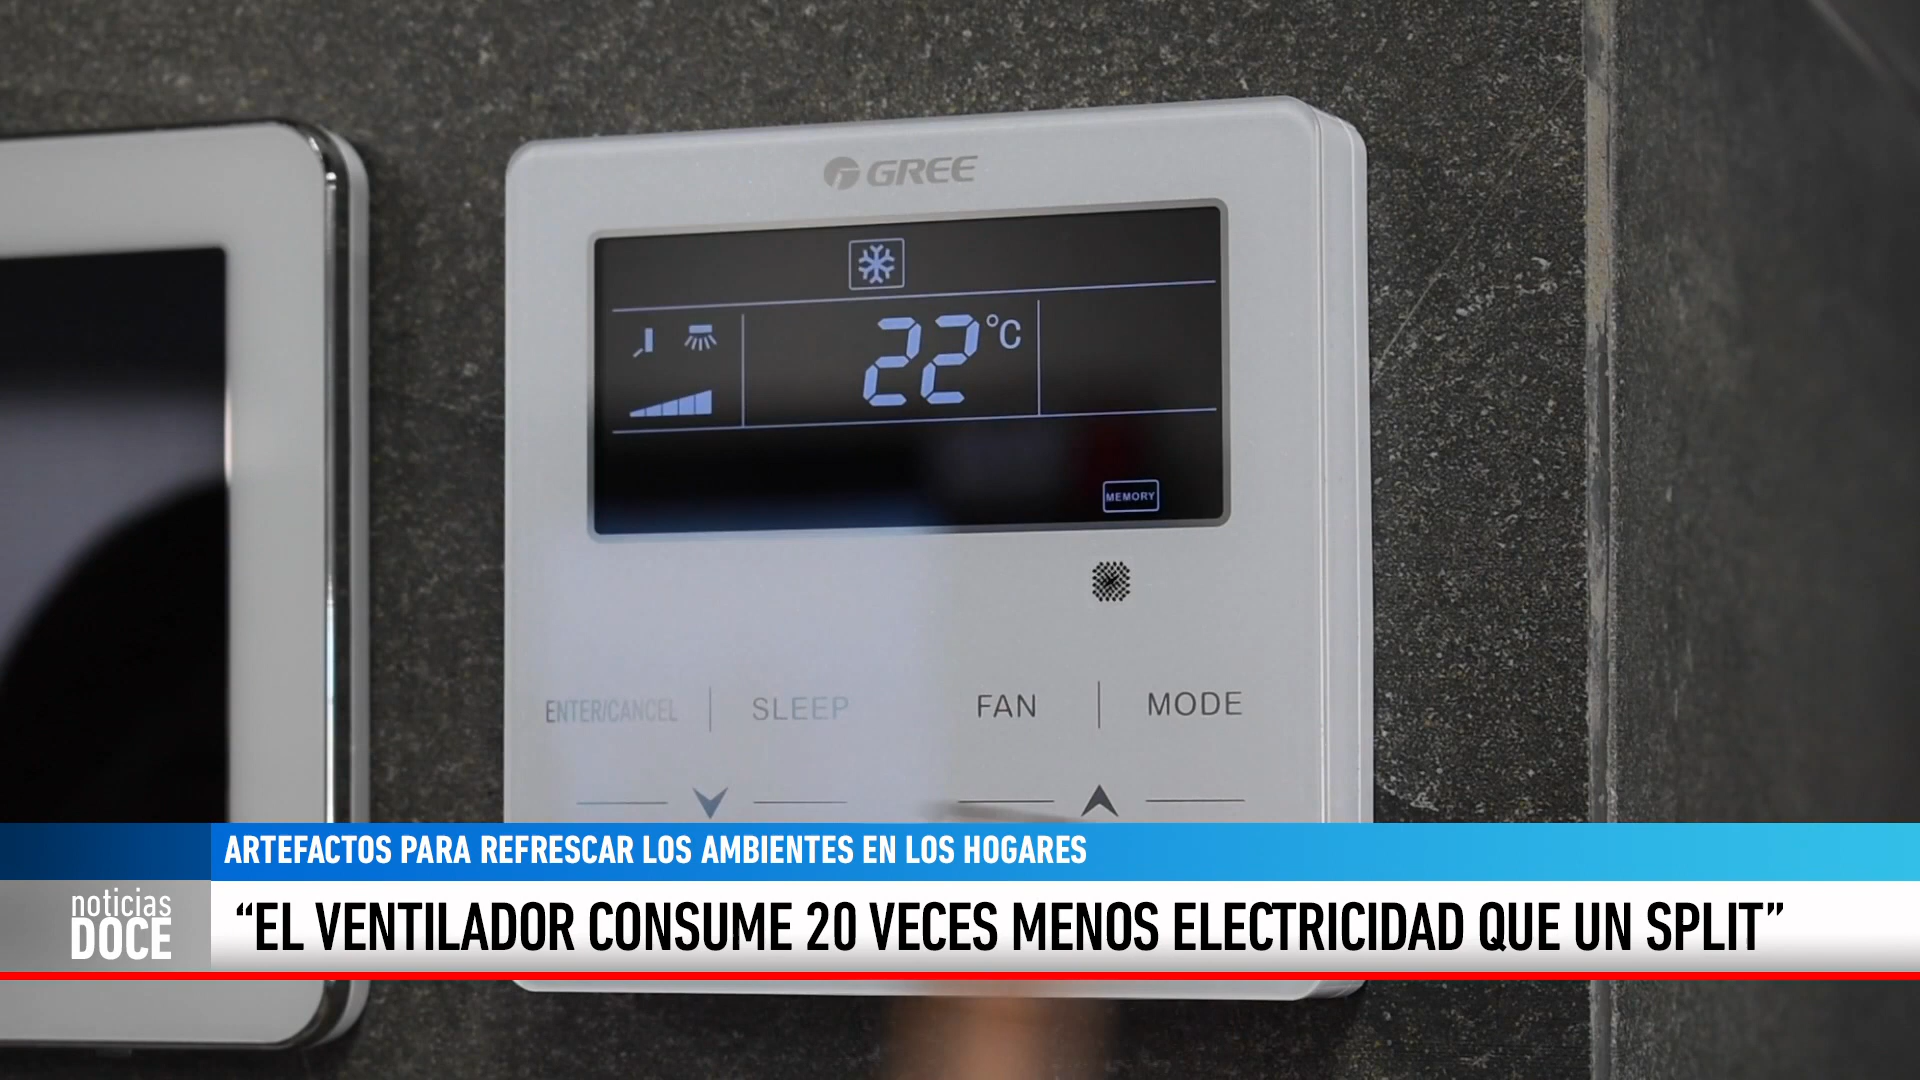 GREE
22°C
MEMORY
ENTER/CANCEL
SLEEP
FAN
MODE
ARTEFACTOS PARA REFRESCAR LOS AMBIENTES EN LOS HOGARES
noticias
DOCE
“EL VENTILADOR CONSUME 20 VECES MENOS ELECTRICIDAD QUE UN SPLIT”